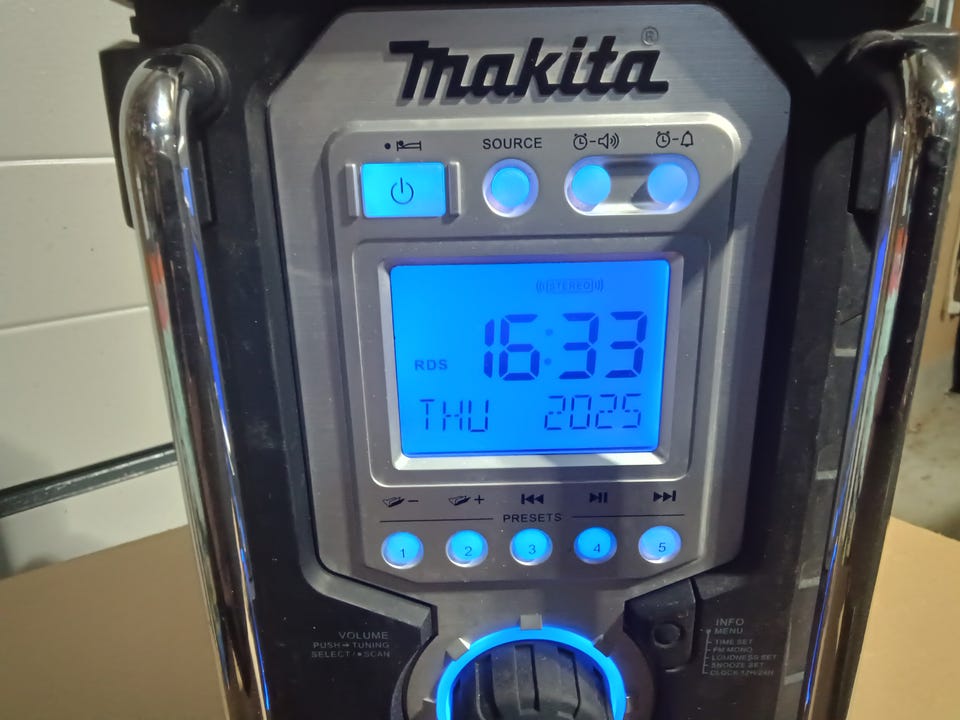 Makita®
SOURCE
STEREO
16:33
RDS
THU 2025
− +
PRESETS
1 2 3 4 5
VOLUME
PUSH→TUNING
SELECT/•SCAN
INFO
•MENU
TIME SET
FM MONO
LOUDNESS SET
SNOOZE SET
CLOCK 12H/24H